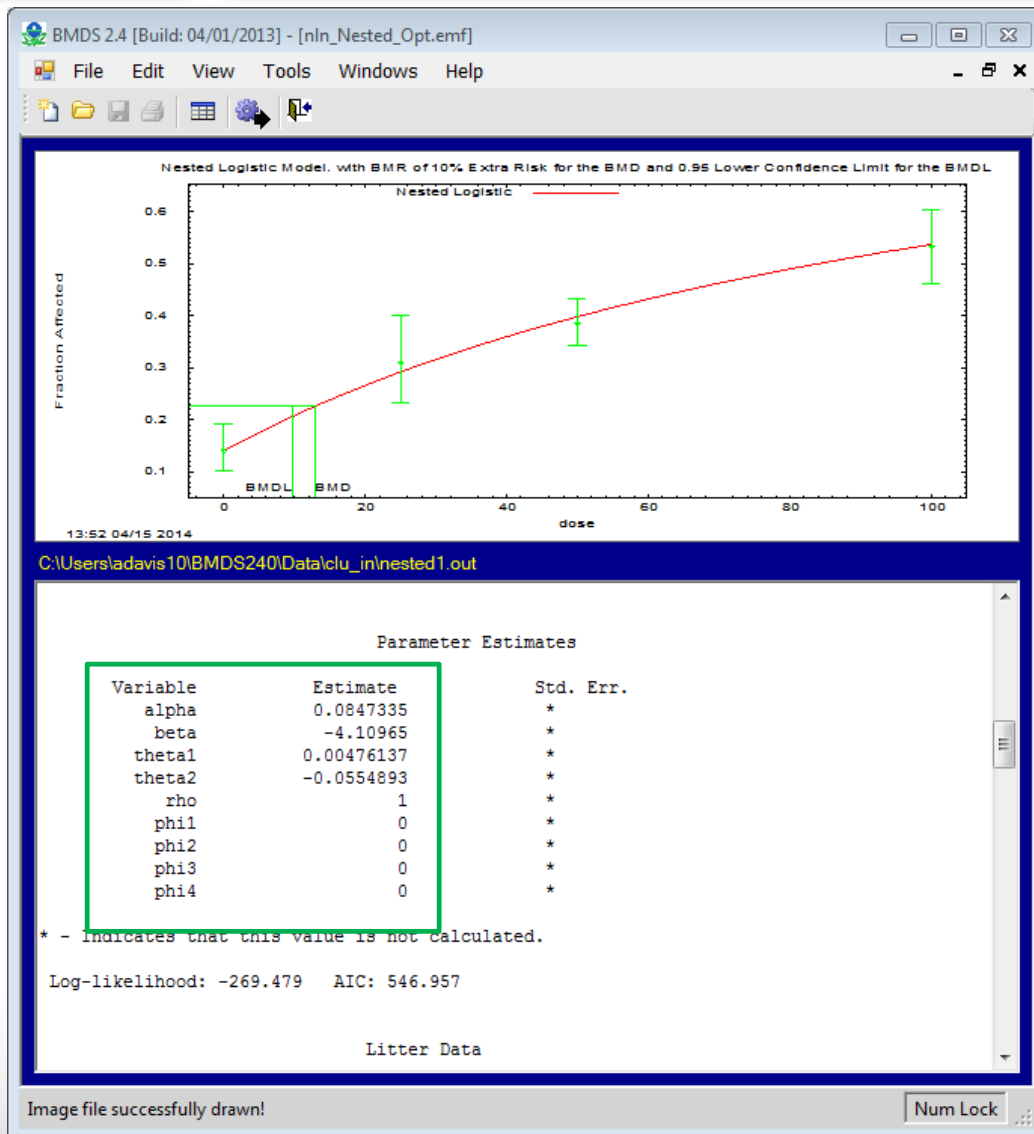 BMDS 2.4 [Build: 04/01/2013] - [nln_Nested_Opt.emf]
File Edit View Tools Windows Help
Nested Logistic Model, with BMR of 10% Extra Risk for the BMD and 0.95 Lower Confidence Limit for the BMDL
Nested Logistic
Fraction Affected
0.6
0.5
0.4
0.3
0.2
0.1
BMDL BMD
0 20 40 60 80 100
dose
13:52 04/15 2014
C:\Users\adavis10\BMDS240\Data\clu_in\nested1.out
Parameter Estimates
Variable Estimate Std. Err.
alpha 0.0847335 *
beta -4.10965 *
theta1 0.00476137 *
theta2 -0.0554893 *
rho 1 *
phi1 0 *
phi2 0 *
phi3 0 *
phi4 0 *
* - Indicates that this value is not calculated.
Log-likelihood: -269.479 AIC: 546.957
Litter Data
Image file successfully drawn! Num Lock